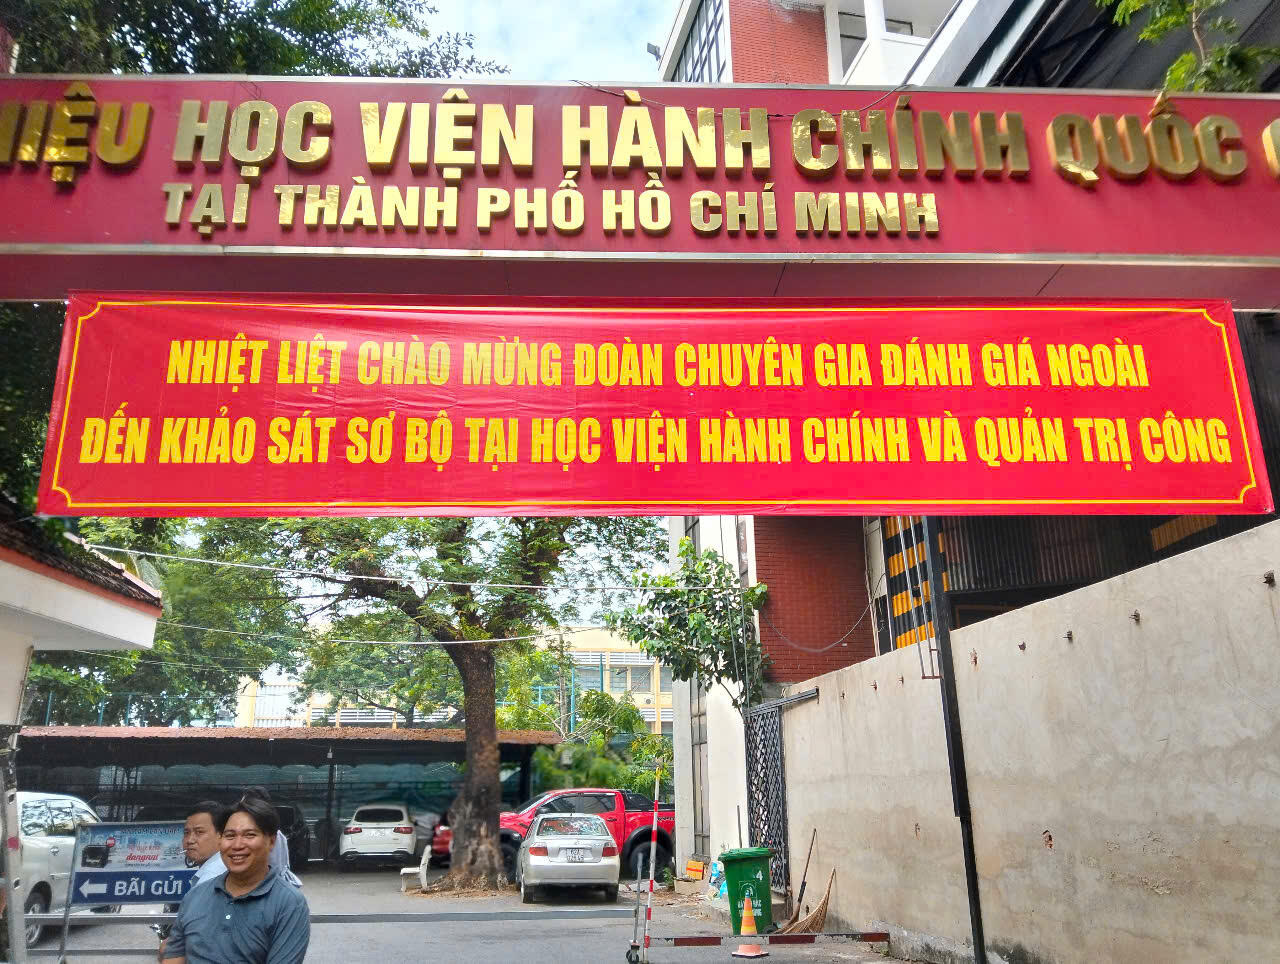 HIỆU HỌC VIỆN HÀNH CHÍNH QUỐC
TẠI THÀNH PHỐ HỒ CHÍ MINH
NHIỆT LIỆT CHÀO MỪNG ĐOÀN CHUYÊN GIA ĐÁNH GIÁ NGOÀI
ĐẾN KHẢO SÁT SƠ BỘ TẠI HỌC VIỆN HÀNH CHÍNH VÀ QUẢN TRỊ CÔNG
BÃI GỬI
4